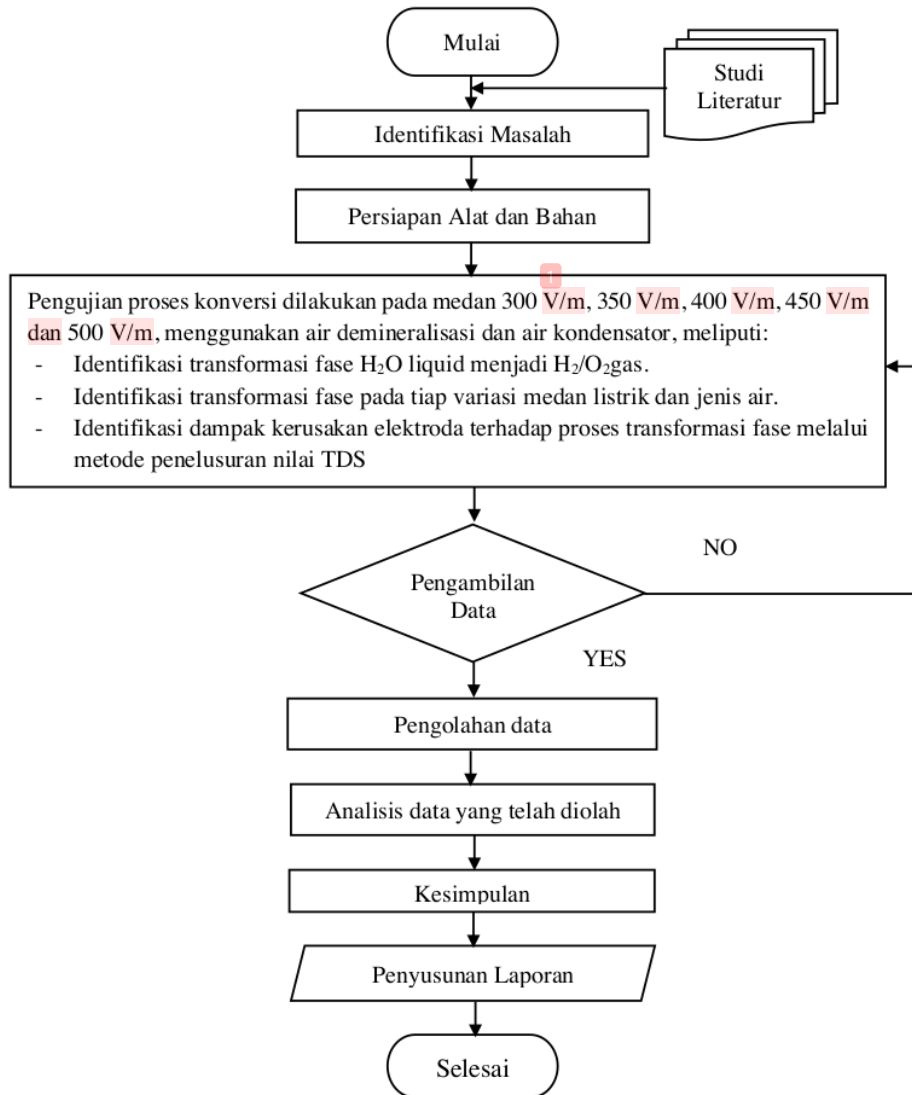 Mulai
Studi
Literatur
Identifikasi Masalah
Persiapan Alat dan Bahan
1
Pengujian proses konversi dilakukan pada medan 300 V/m, 350 V/m, 400 V/m, 450 V/m
dan 500 V/m, menggunakan air demineralisasi dan air kondensator, meliputi:
- Identifikasi transformasi fase H₂O liquid menjadi H₂/O₂gas.
- Identifikasi transformasi fase pada tiap variasi medan listrik dan jenis air.
- Identifikasi dampak kerusakan elektroda terhadap proses transformasi fase melalui
metode penelusuran nilai TDS
NO
Pengambilan
Data
YES
Pengolahan data
Analisis data yang telah diolah
Kesimpulan
Penyusunan Laporan
Selesai